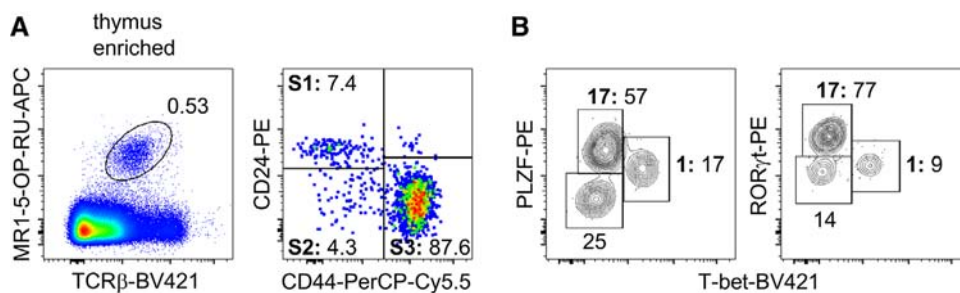 A
thymus
enriched
MR1-5-OP-RU-APC
0.53
TCRβ-BV421
CD24-PE
S1: 7.4
S2: 4.3
S3: 87.6
CD44-PerCP-Cy5.5
B
PLZF-PE
17: 57
1: 17
25
RORγt-PE
17: 77
1: 9
14
T-bet-BV421